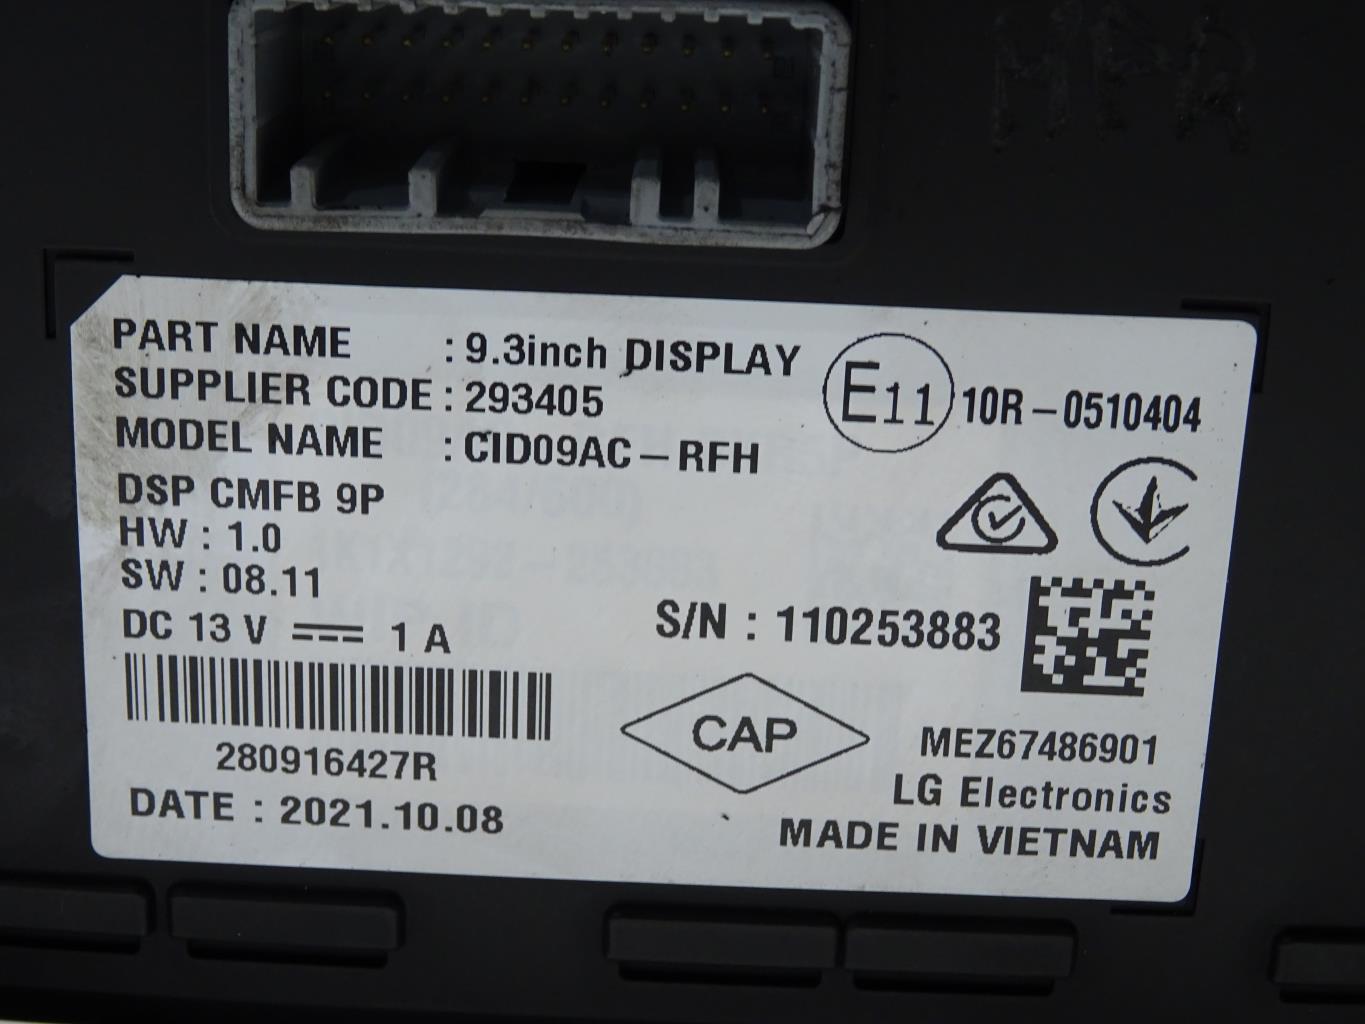 PART NAME : 9.3inch DISPLAY
SUPPLIER CODE : 293405
MODEL NAME : CID09AC-RFH
E11 10R-0510404
DSP CMFB 9P
HW : 1.0
SW : 08.11
DC 13 V ⎓ 1 A
S/N : 110253883
280916427R
CAP
MEZ67486901
LG Electronics
DATE : 2021.10.08
MADE IN VIETNAM